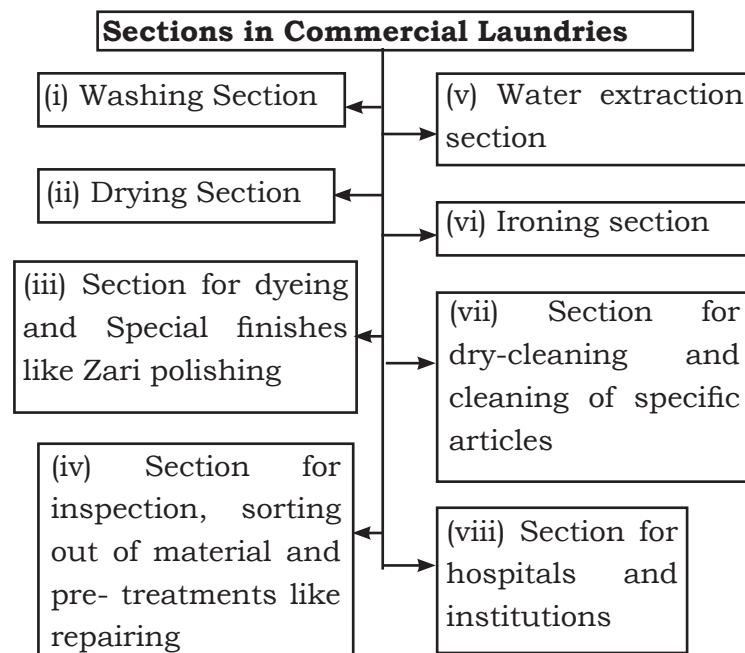 Sections in Commercial Laundries
(i) Washing Section
(ii) Drying Section
(iii) Section for dyeing
and Special finishes
like Zari polishing
(iv) Section for
inspection, sorting
out of material and
pre- treatments like
repairing
(v) Water extraction
section
(vi) Ironing section
(vii) Section for
dry-cleaning and
cleaning of specific
articles
(viii) Section for
hospitals and
institutions